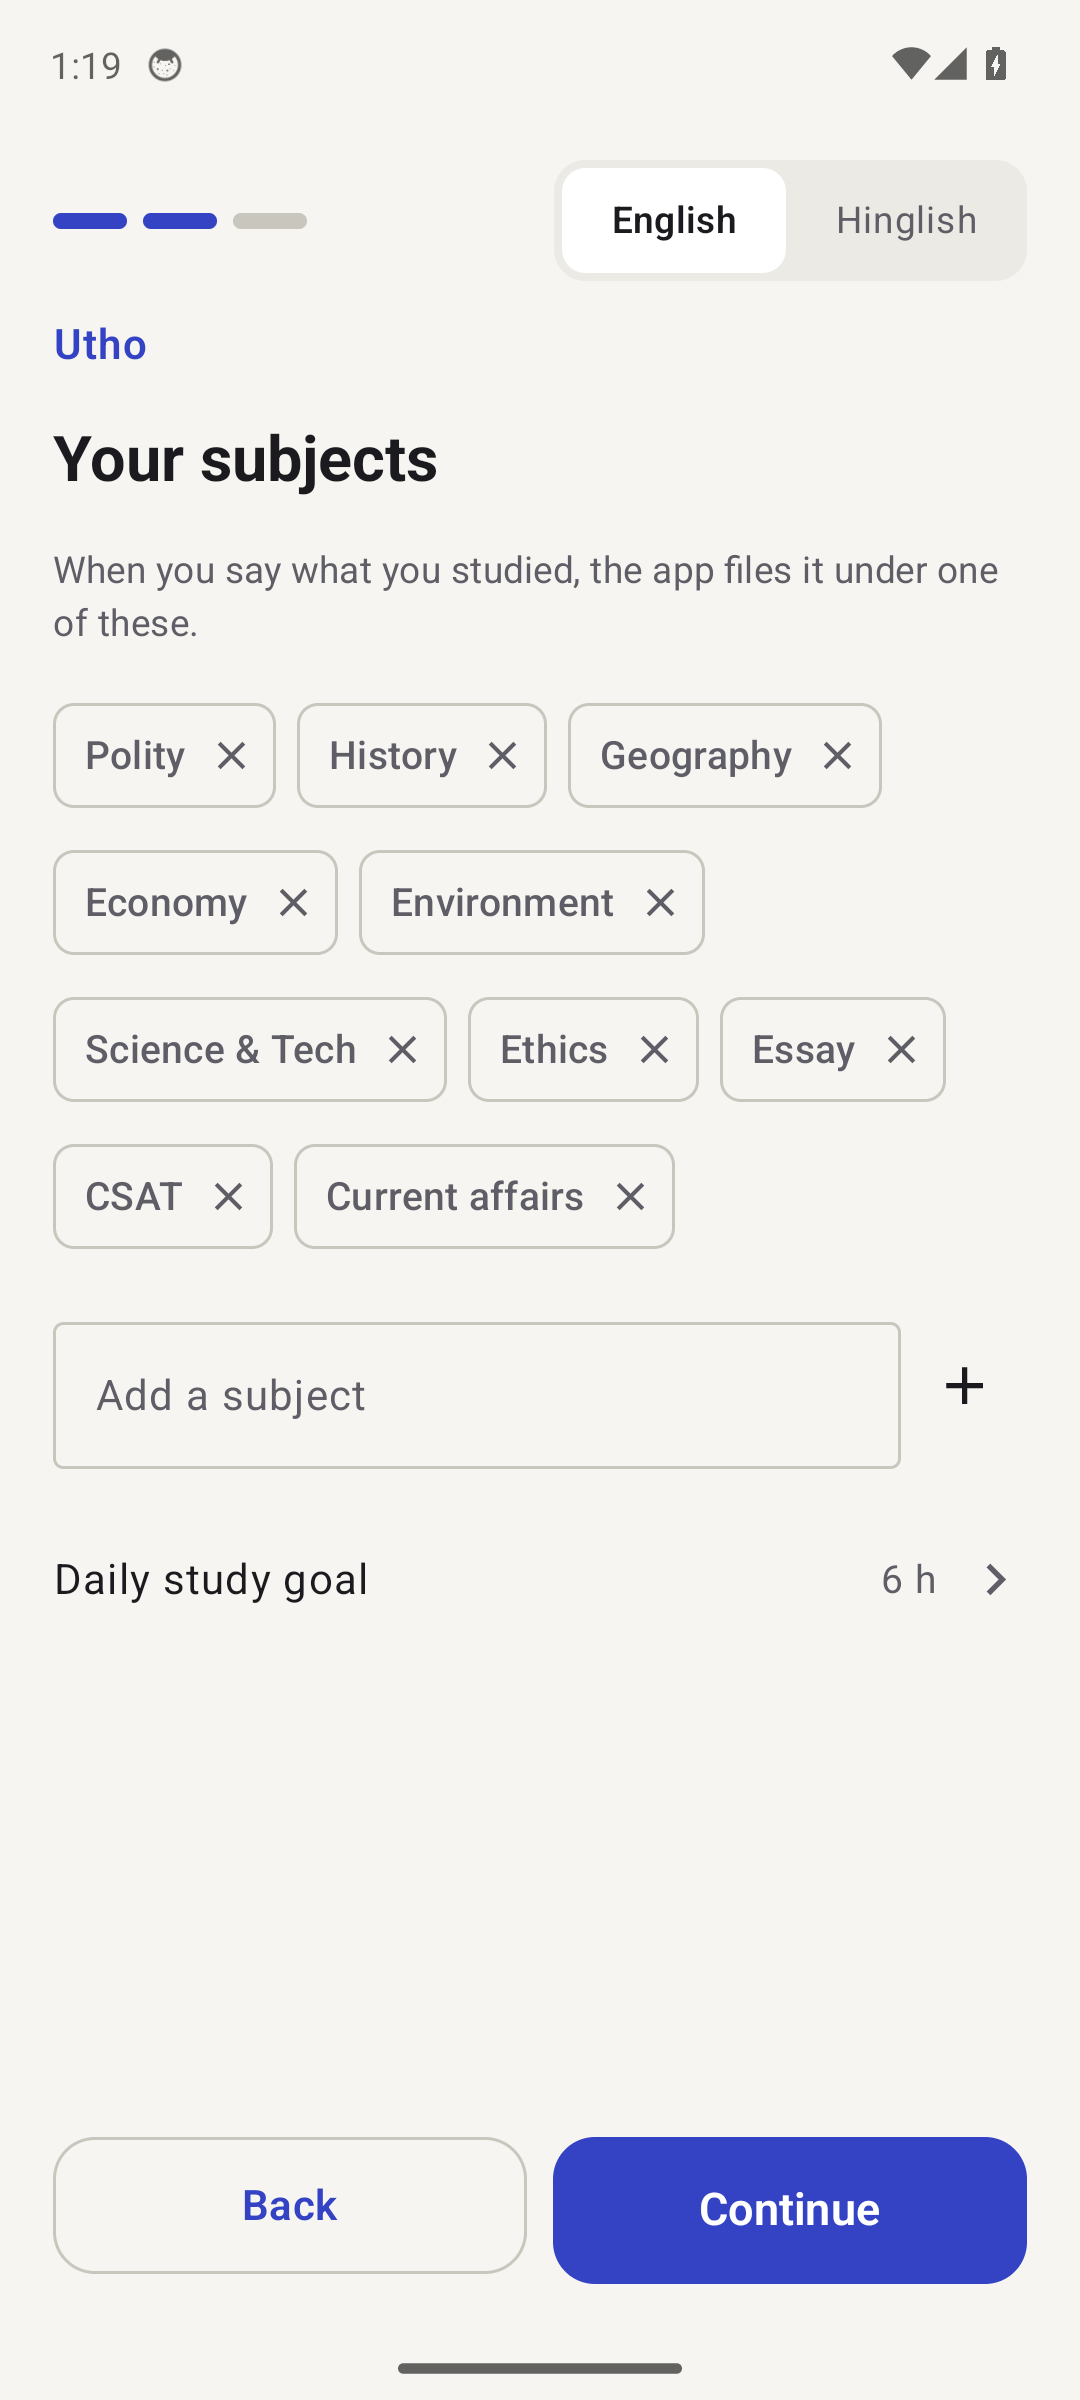 1:19
English Hinglish
Utho
Your subjects
When you say what you studied, the app files it under one
of these.
Polity History Geography
Economy Environment
Science & Tech Ethics Essay
CSAT Current affairs
Add a subject
Daily study goal 6 h
Back Continue